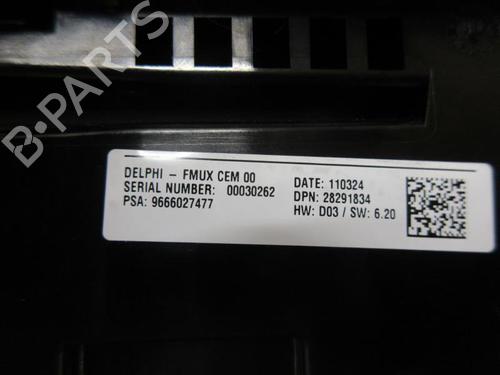 B-PARTS
DELPHI - FMUX CEM 00
SERIAL NUMBER: 00030262
PSA: 9666027477
DATE: 110324
DPN: 28291834
HW: D03 / SW: 6.20